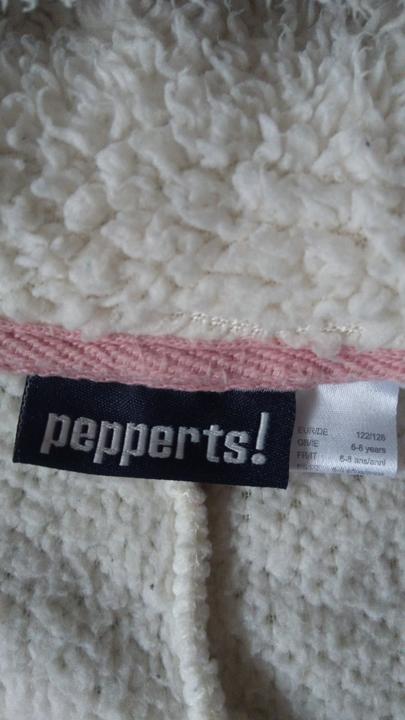 pepperts!
EUR/DE 122/128
GB/IE 6-8 years
FR/IT 6-8 ans/anni